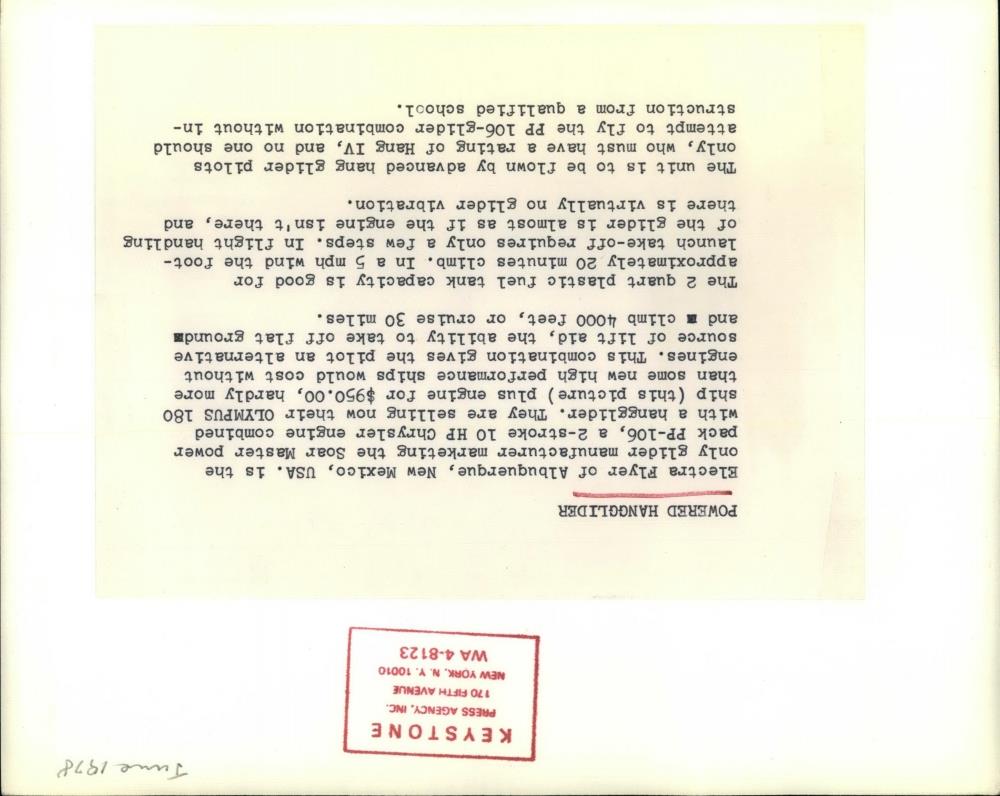 June 1978
KEYSTONE
PRESS AGENCY, INC.
170 FIFTH AVENUE
NEW YORK, N. Y. 10010
WA 4-8123
POWERED HANGGLIDER
Electra Flyer of Albuquerque, New Mexico, USA. is the
only glider manufacturer marketing the Soar Master power
pack PP-106, a 2-stroke 10 HP Chrysler engine combined
with a hangglider. They are selling now their OLYMPUS 180
ship (this picture) plus engine for $950.00, hardly more
than some new high performance ships would cost without
engines. This combination gives the pilot an alternative
source of lift aid, the ability to take off flat ground
and climb 4000 feet, or cruise 30 miles.
The 2 quart plastic fuel tank capacity is good for
approximately 20 minutes climb. In a 5 mph wind the foot-
launch take-off requires only a few steps. In flight handling
of the glider is almost as if the engine isn't there, and
there is virtually no glider vibration.
The unit is to be flown by advanced hang glider pilots
only, who must have a rating of Hang IV, and no one should
attempt to fly the PP 106-glider combination without in-
struction from a qualified school.